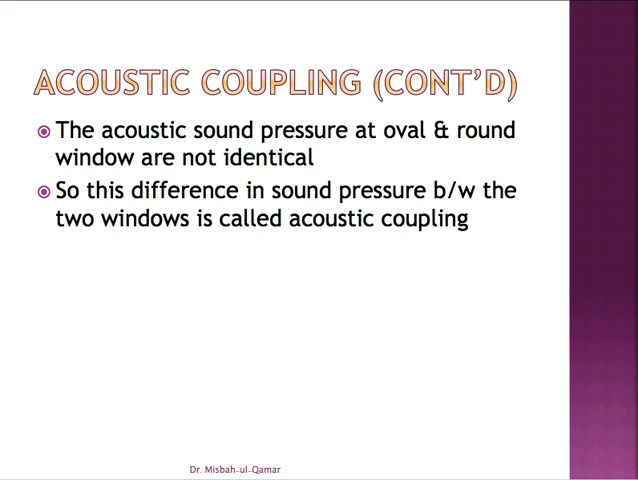 ACOUSTIC COUPLING (CONT'D)
The acoustic sound pressure at oval & round
window are not identical
So this difference in sound pressure b/w the
two windows is called acoustic coupling
Dr. Misbah-ul-Qamar